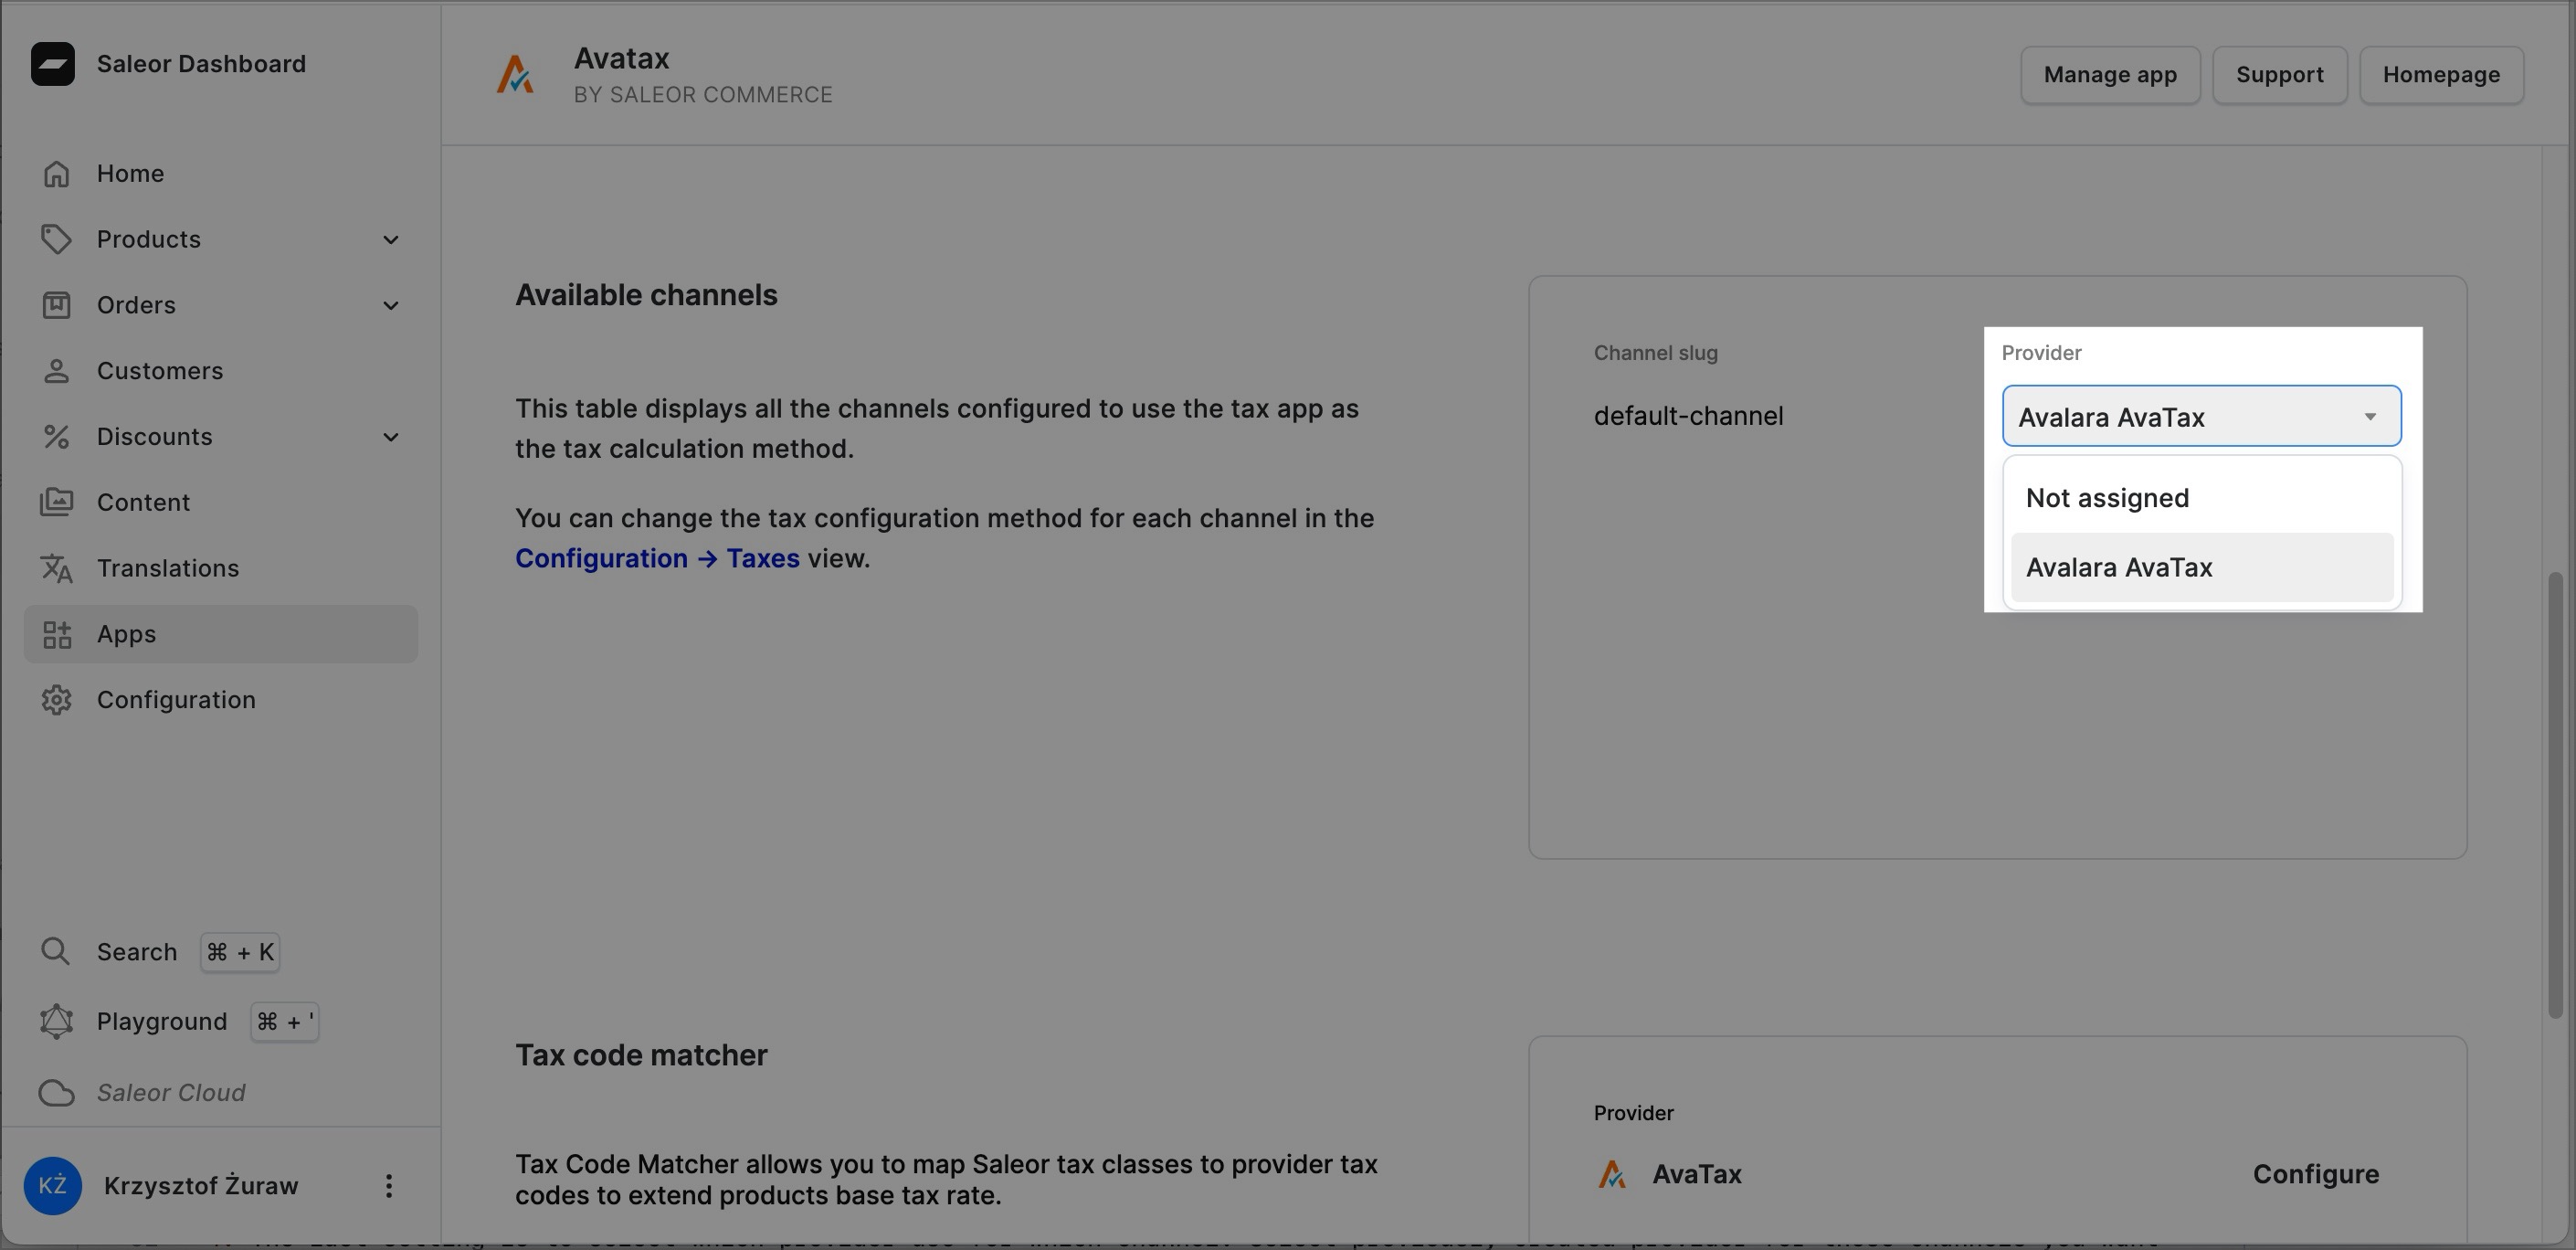 Saleor Dashboard
Home
Products
Orders
Customers
Discounts
Content
Translations
Apps
Configuration
Search ⌘ + K
Playground ⌘ + '
Saleor Cloud
KŻ Krzysztof Żuraw
Avatax
BY SALEOR COMMERCE
Manage app
Support
Homepage
Available channels
This table displays all the channels configured to use the tax app as
the tax calculation method.
You can change the tax configuration method for each channel in the
Configuration → Taxes view.
Channel slug
default-channel
Provider
Avalara AvaTax
Not assigned
Avalara AvaTax
Tax code matcher
Tax Code Matcher allows you to map Saleor tax classes to provider tax
codes to extend products base tax rate.
Provider
AvaTax
Configure